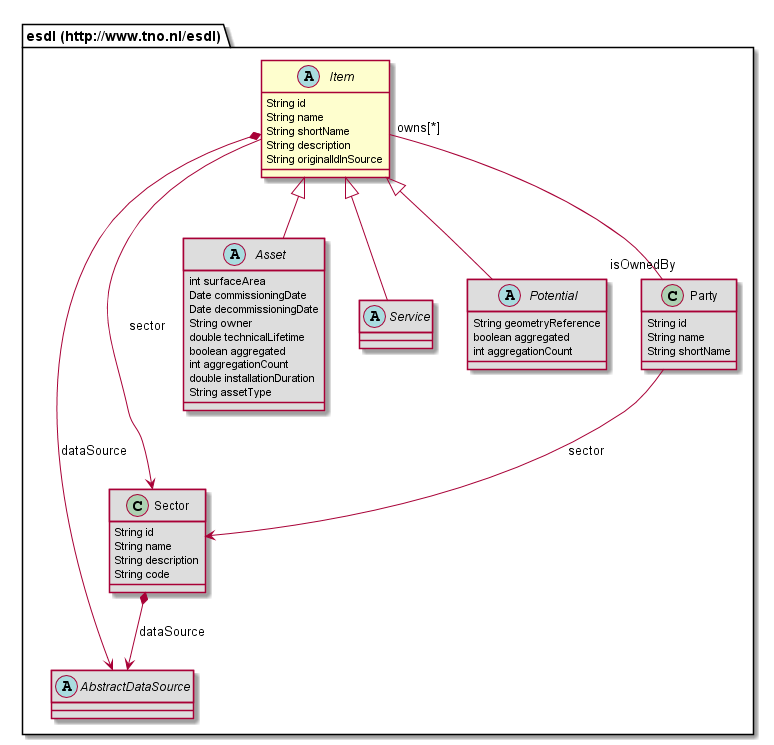 esdl (http://www.tno.nl/esdl)
A Item
String id
String name
String shortName
String description
String originalIdInSource
owns[*]
isOwnedBy
A Asset
int surfaceArea
Date commissioningDate
Date decommissioningDate
String owner
double technicalLifetime
boolean aggregated
int aggregationCount
double installationDuration
String assetType
A Service
A Potential
String geometryReference
boolean aggregated
int aggregationCount
C Party
String id
String name
String shortName
sector
dataSource
sector
C Sector
String id
String name
String description
String code
dataSource
A AbstractDataSource